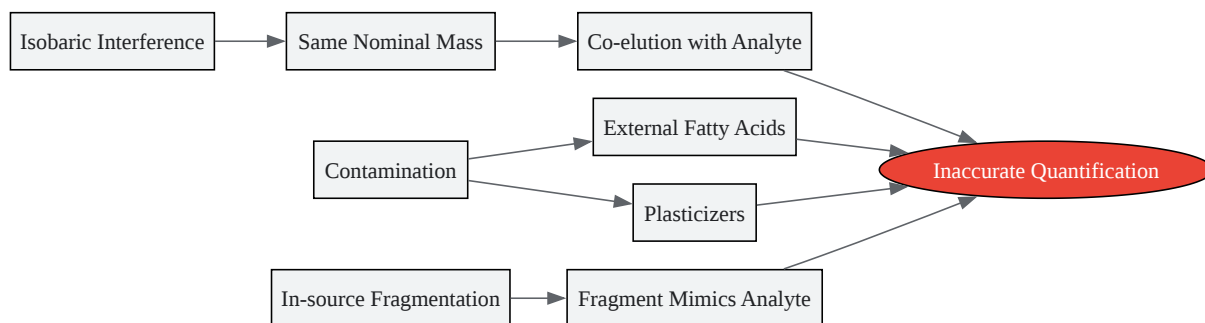 Isobaric Interference
Same Nominal Mass
Co-elution with Analyte
External Fatty Acids
Contamination
Inaccurate Quantification
Plasticizers
In-source Fragmentation
Fragment Mimics Analyte